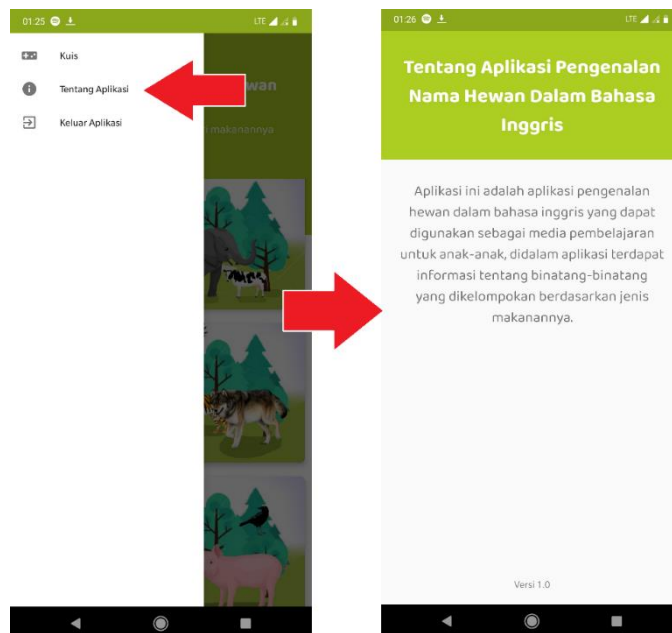 01:25
LTE
Kuis
Tentang Aplikasi
Keluar Aplikasi
wan
makanannya
01:26
LTE
Tentang Aplikasi Pengenalan
Nama Hewan Dalam Bahasa
Inggris
Aplikasi ini adalah aplikasi pengenalan
hewan dalam bahasa inggris yang dapat
digunakan sebagai media pembelajaran
untuk anak-anak, didalam aplikasi terdapat
informasi tentang binatang-binatang
yang dikelompokan berdasarkan jenis
makanannya.
Versi 1.0